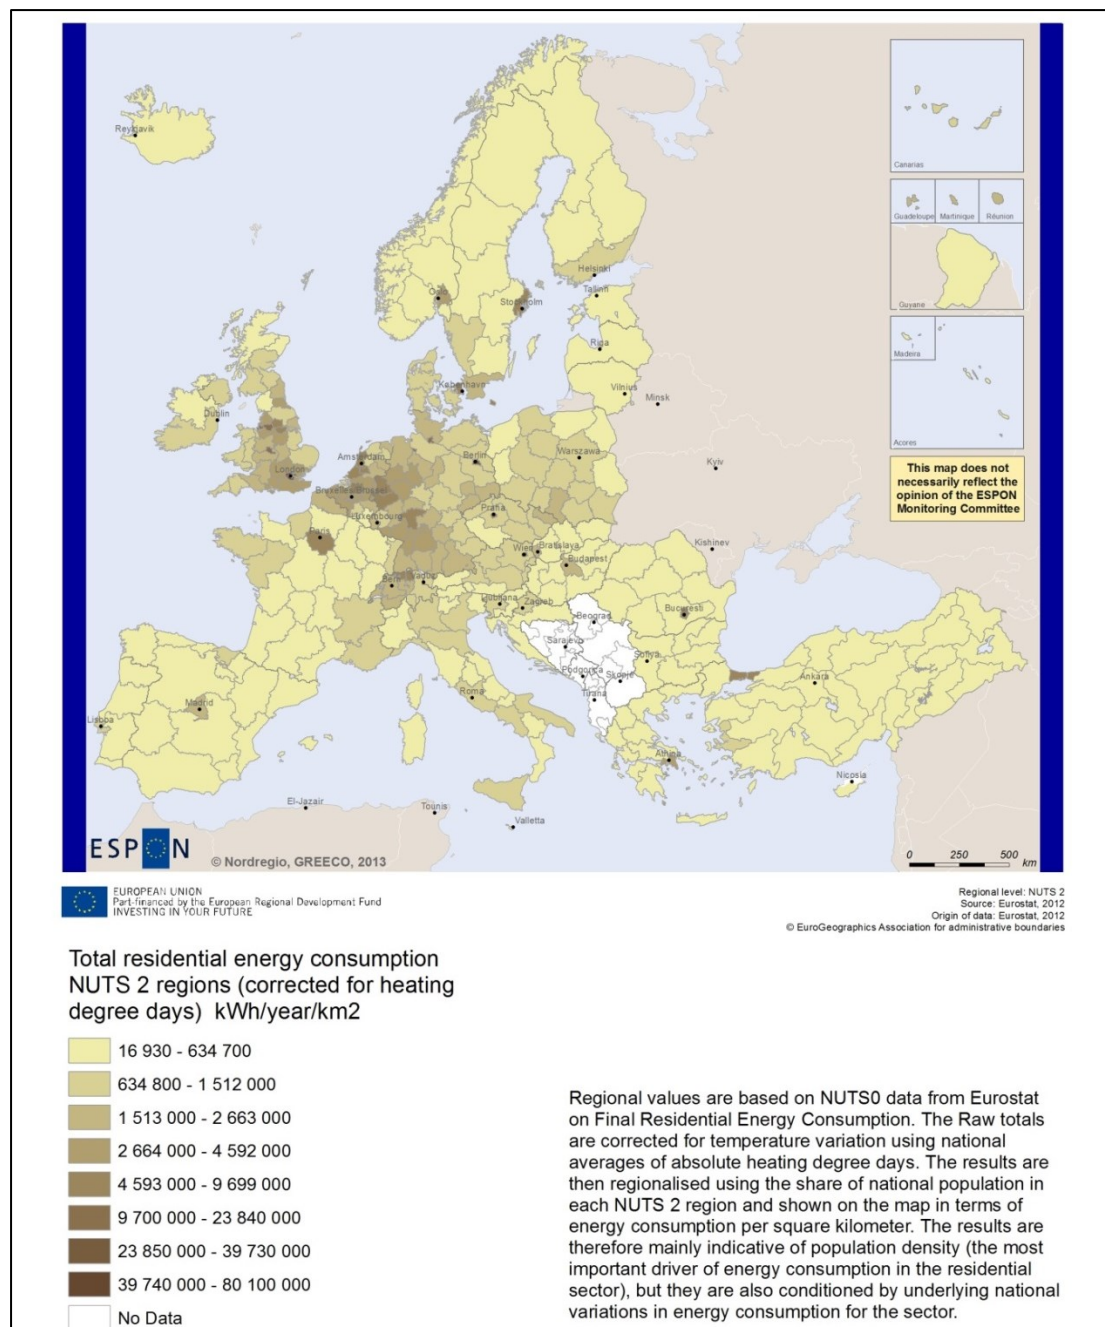 Reykjavik
Canarias
Guadeloupe
Martinique
Réunion
Guyane
Madeira
Acores
This map does not
necessarily reflect the
opinion of the ESPON
Monitoring Committee
Helsinki
Tallinn
Oslo
Stockholm
Riga
Vilnius
Minsk
København
Dublin
Amsterdam
Berlin
Warszawa
London
Bruxelles/Brussel
Kyiv
Luxembourg
Praha
Paris
Kishinev
Wien
Bratislava
Budapest
Bern
Vaduz
Ljubljana
Zagreb
Bucuresti
Beograd
Sarajevo
Podgorica
Skopje
Sofiya
Tirana
Ankara
Roma
Madrid
Lisboa
Athina
Nicosia
El-Jazair
Tounis
Valletta
ESPON
© Nordregio, GREECO, 2013
0 250 500
km
EUROPEAN UNION
Part-financed by the European Regional Development Fund
INVESTING IN YOUR FUTURE
Regional level: NUTS 2
Source: Eurostat, 2012
Origin of data: Eurostat, 2012
© EuroGeographics Association for administrative boundaries
Total residential energy consumption
NUTS 2 regions (corrected for heating
degree days) kWh/year/km2
16 930 - 634 700
634 800 - 1 512 000
1 513 000 - 2 663 000
2 664 000 - 4 592 000
4 593 000 - 9 699 000
9 700 000 - 23 840 000
23 850 000 - 39 730 000
39 740 000 - 80 100 000
No Data
Regional values are based on NUTS0 data from Eurostat
on Final Residential Energy Consumption. The Raw totals
are corrected for temperature variation using national
averages of absolute heating degree days. The results are
then regionalised using the share of national population in
each NUTS 2 region and shown on the map in terms of
energy consumption per square kilometer. The results are
therefore mainly indicative of population density (the most
important driver of energy consumption in the residential
sector), but they are also conditioned by underlying national
variations in energy consumption for the sector.